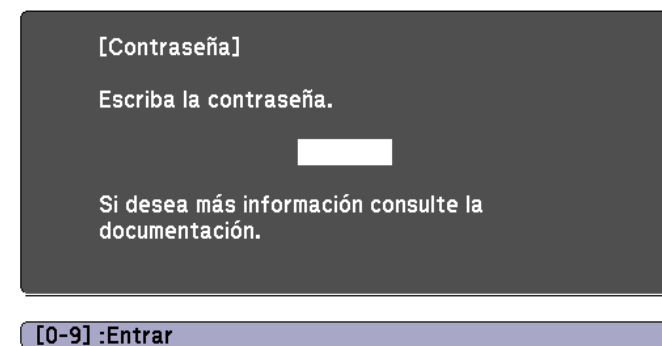 [Contraseña]
Escriba la contraseña.
Si desea más información consulte la
documentación.
[0-9] :Entrar